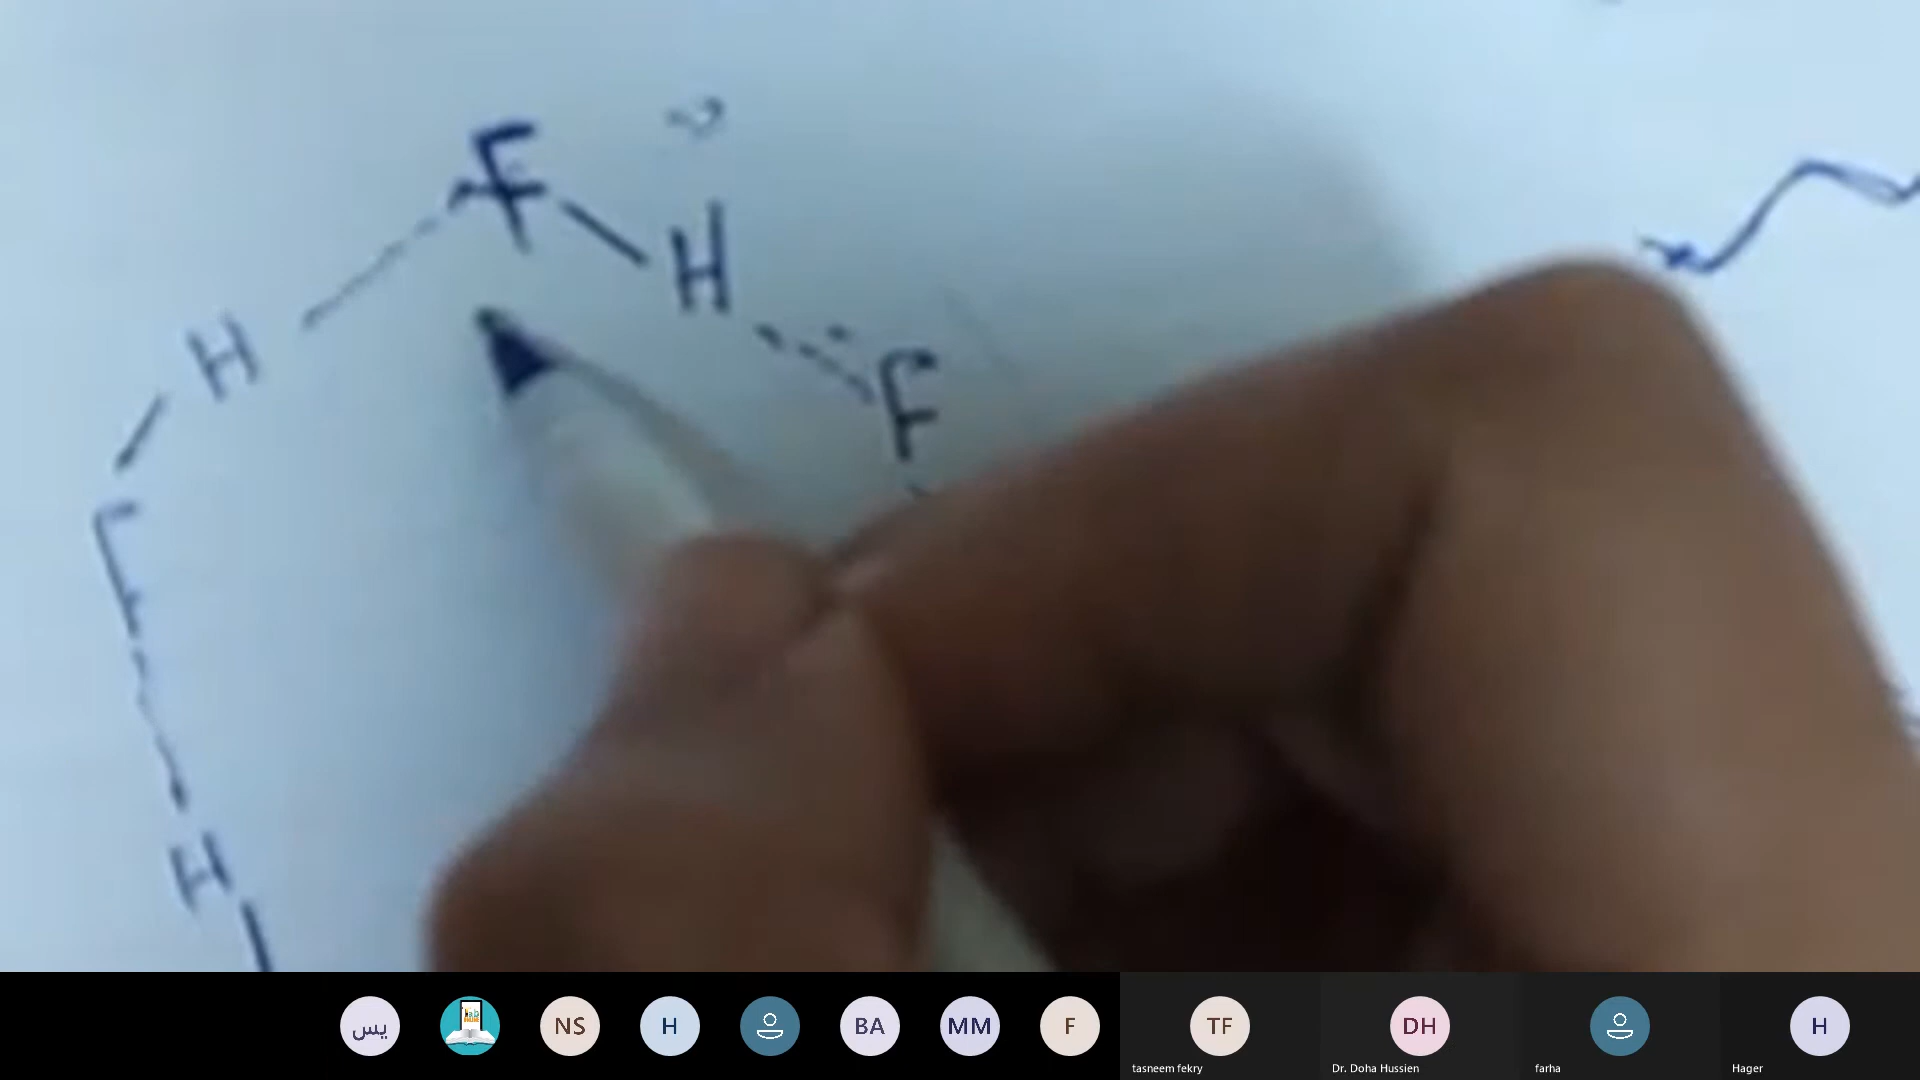 F
H
H
F
F
H
يس
NS
H
BA
MM
F
TF
DH
H
tasneem fekry
Dr. Doha Hussien
farha
Hager